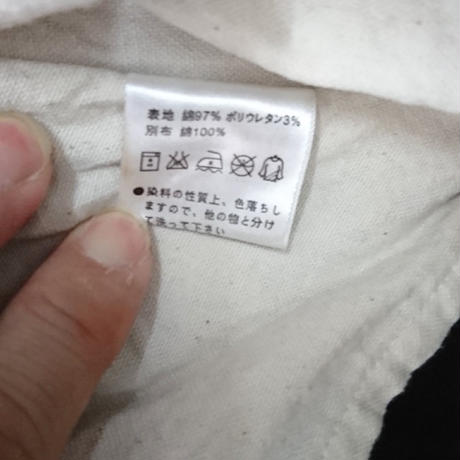 表地 綿97% ポリウレタン3%
別布 綿100%
●染料の性質上、色落ちし
ますので、他の物と分け
て洗って下さい